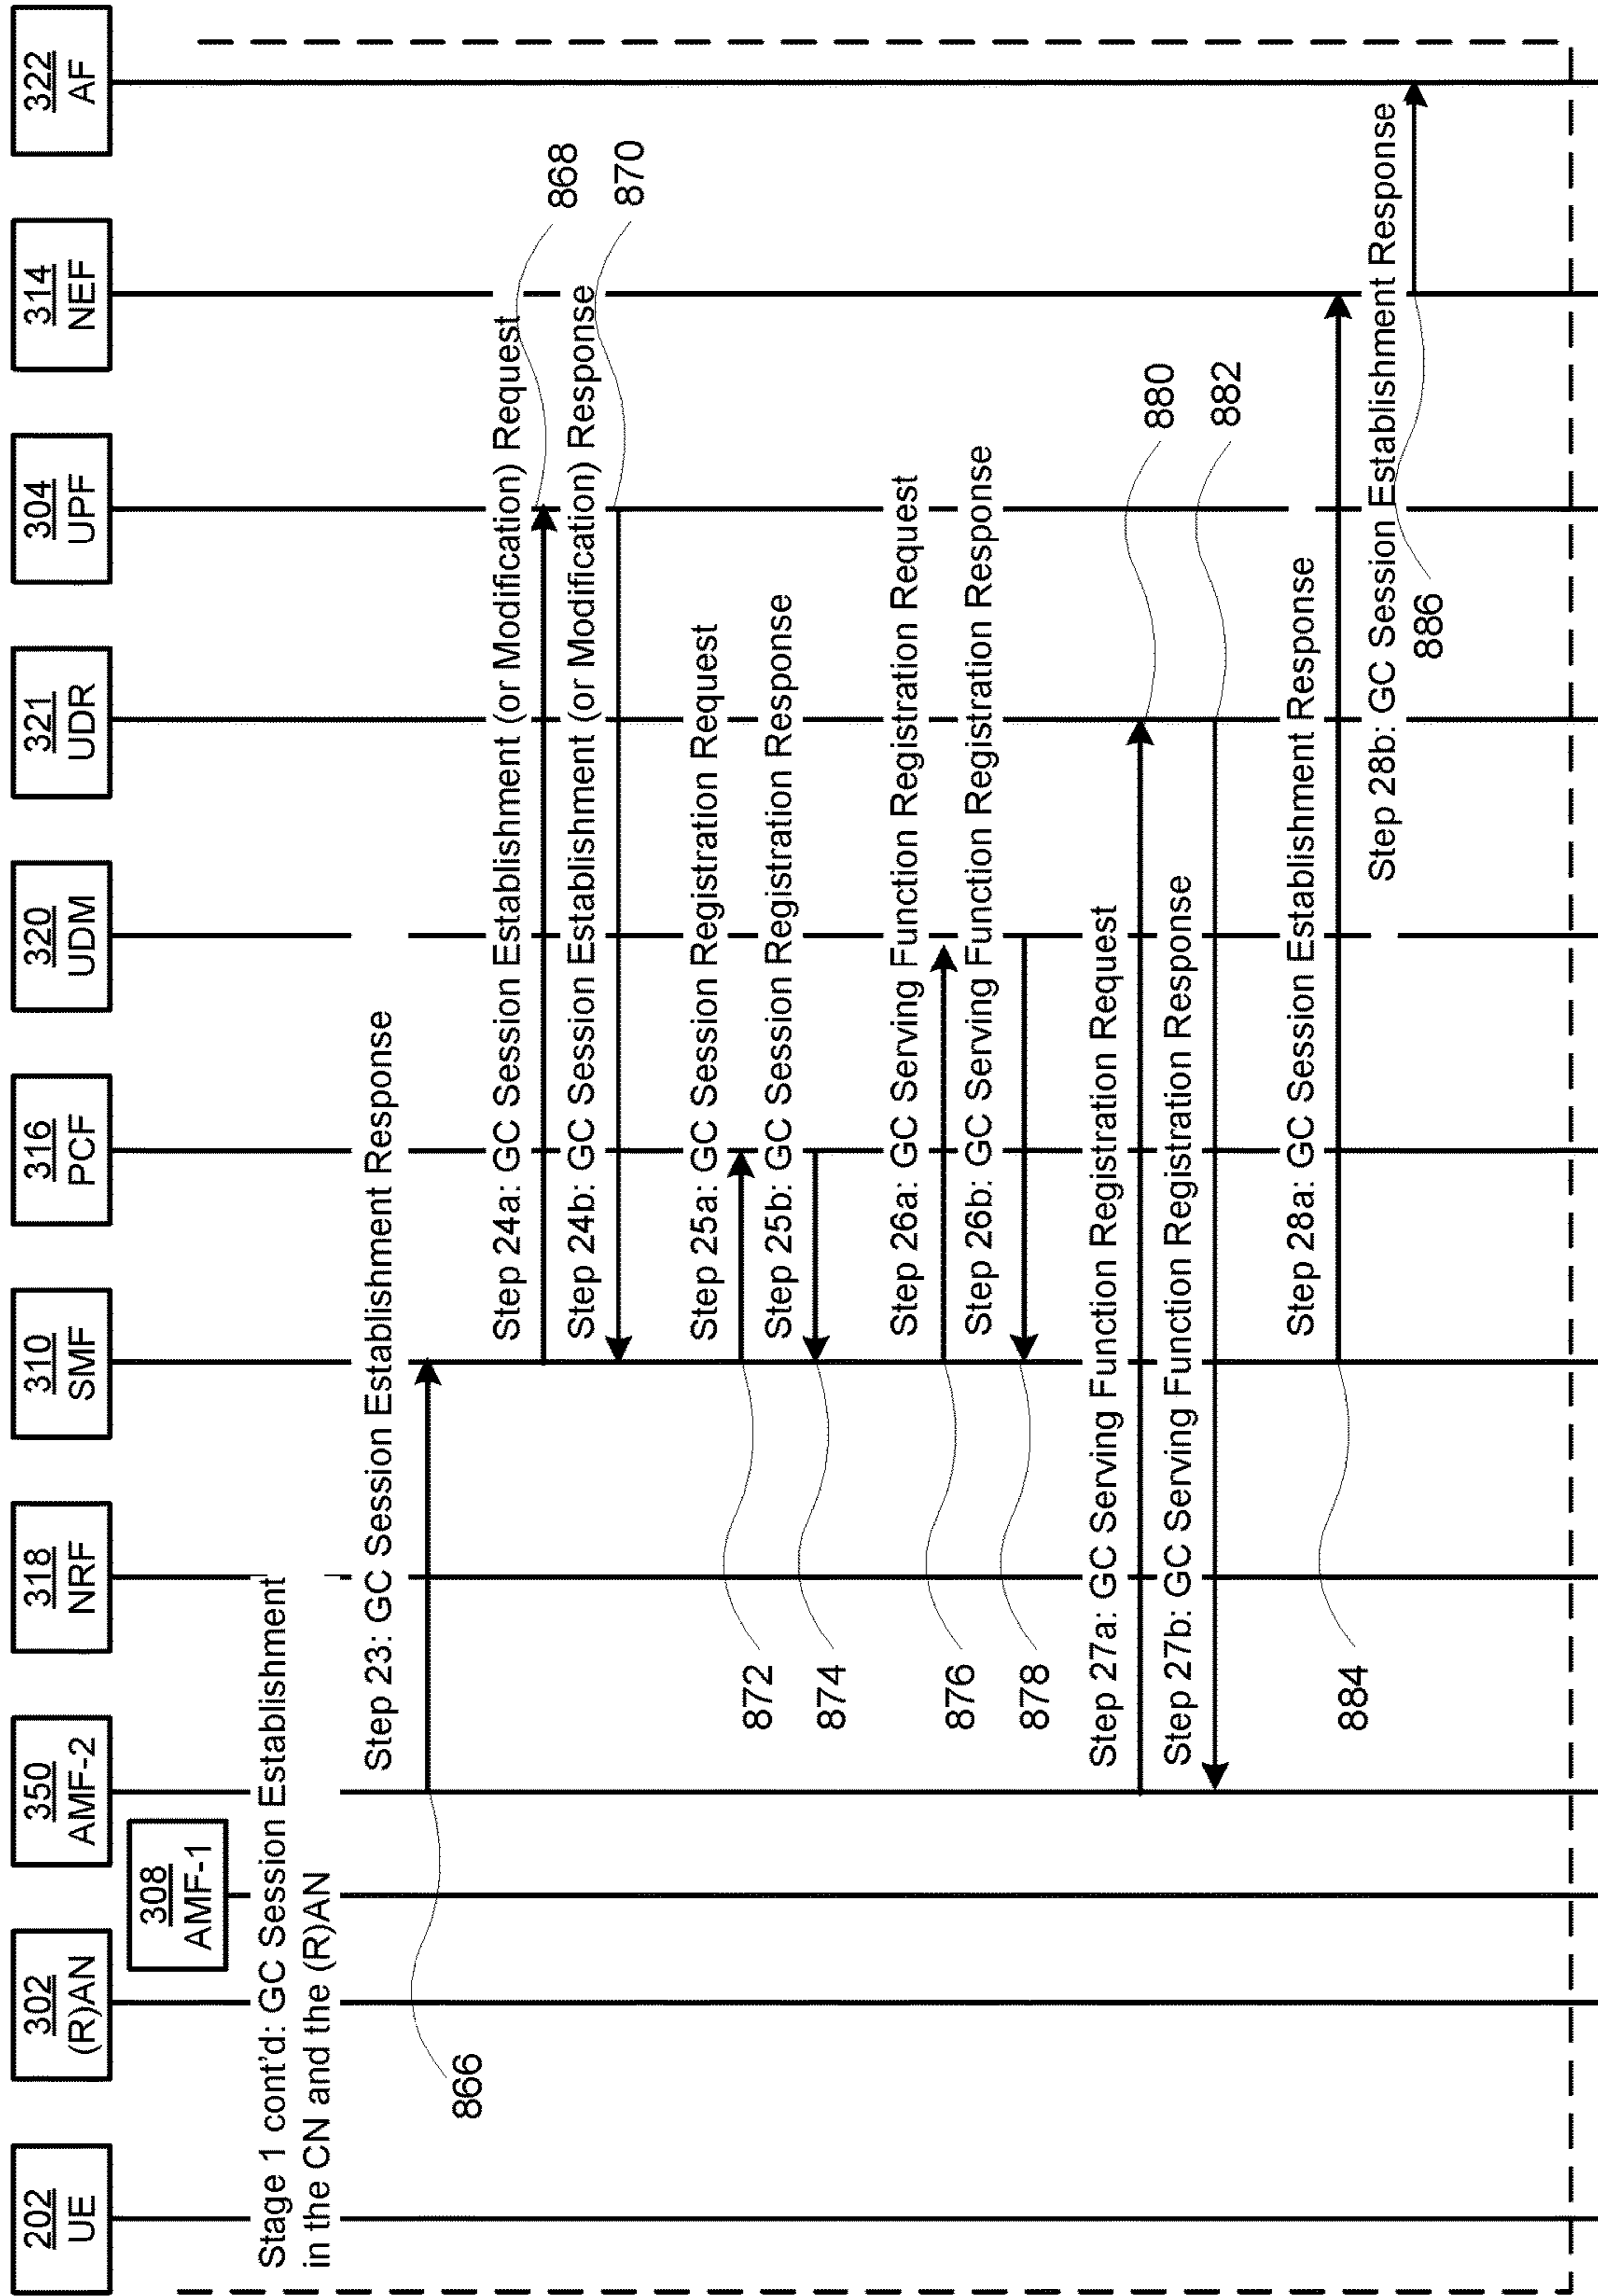 202
UE
302
(R)AN
308
AMF-1
350
AMF-2
318
NRF
310
SMF
316
PCF
320
UDM
321
UDR
304
UPF
314
NEF
322
AF
Stage 1 cont'd: GC Session Establishment
in the CN and the (R)AN
Step 23: GC Session Establishment Response
866
Step 24a: GC Session Establishment (or Modification) Request
868
Step 24b: GC Session Establishment (or Modification) Response
870
Step 25a: GC Session Registration Request
872
Step 25b: GC Session Registration Response
874
Step 26a: GC Serving Function Registration Request
876
Step 26b: GC Serving Function Registration Response
878
Step 27a: GC Serving Function Registration Request
880
Step 27b: GC Serving Function Registration Response
882
Step 28a: GC Session Establishment Response
884
Step 28b: GC Session Establishment Response
886